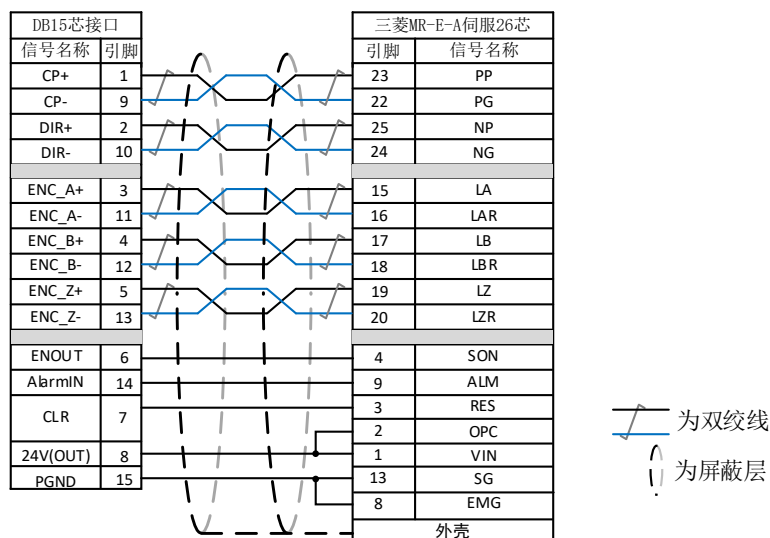 DB15芯接口 三菱MR-E-A伺服26芯
信号名称 引脚 引脚 信号名称
CP+ 1 23 PP
CP- 9 22 PG
DIR+ 2 25 NP
DIR- 10 24 NG
ENC_A+ 3 15 LA
ENC_A- 11 16 LAR
ENC_B+ 4 17 LB
ENC_B- 12 18 LBR
ENC_Z+ 5 19 LZ
ENC_Z- 13 20 LZR
ENOUT 6 4 SON
AlarmIN 14 9 ALM
CLR 7 3 RES
2 OPC
24V(OUT) 8 1 VIN
PGND 15 13 SG
8 EMG
外壳
为双绞线
为屏蔽层